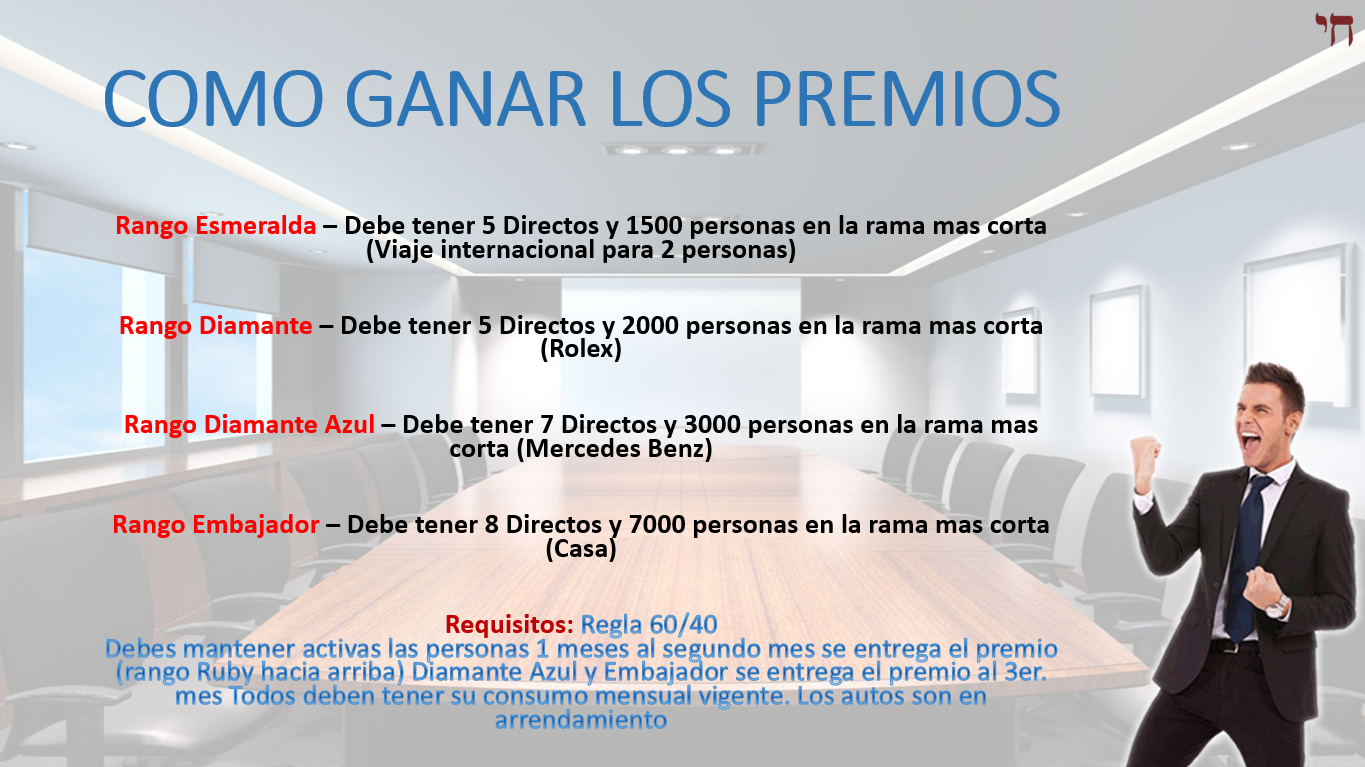 חי
COMO GANAR LOS PREMIOS
Rango Esmeralda – Debe tener 5 Directos y 1500 personas en la rama mas corta
(Viaje internacional para 2 personas)
Rango Diamante – Debe tener 5 Directos y 2000 personas en la rama mas corta
(Rolex)
Rango Diamante Azul – Debe tener 7 Directos y 3000 personas en la rama mas
corta (Mercedes Benz)
Rango Embajador – Debe tener 8 Directos y 7000 personas en la rama mas corta
(Casa)
Requisitos: Regla 60/40
Debes mantener activas las personas 1 meses al segundo mes se entrega el premio
(rango Ruby hacia arriba) Diamante Azul y Embajador se entrega el premio al 3er.
mes Todos deben tener su consumo mensual vigente. Los autos son en
arrendamiento